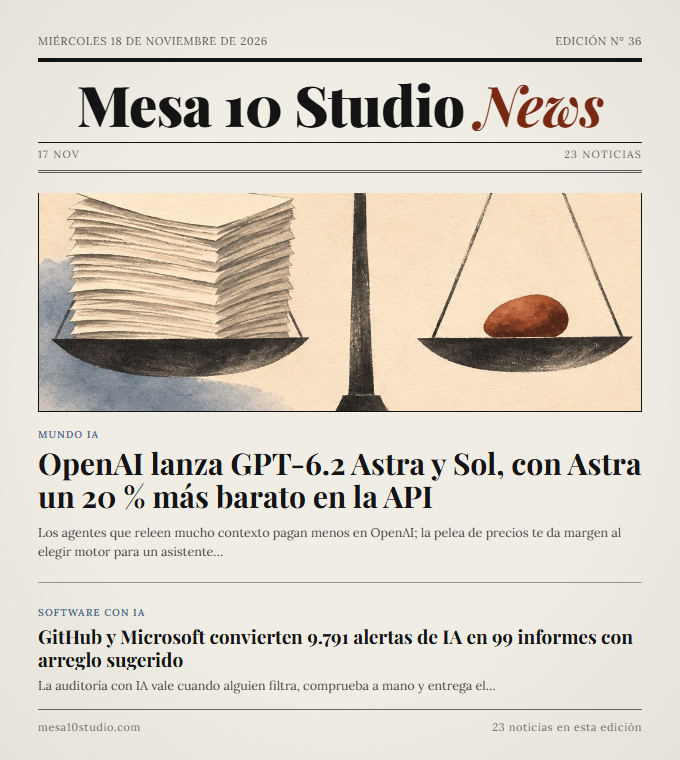 MIÉRCOLES 18 DE NOVIEMBRE DE 2026
EDICIÓN Nº 36
Mesa 10 Studio News
17 NOV
23 NOTICIAS
MUNDO IA
OpenAI lanza GPT-6.2 Astra y Sol, con Astra
un 20 % más barato en la API
Los agentes que releen mucho contexto pagan menos en OpenAI; la pelea de precios te da margen al
elegir motor para un asistente...
SOFTWARE CON IA
GitHub y Microsoft convierten 9.791 alertas de IA en 99 informes con
arreglo sugerido
La auditoría con IA vale cuando alguien filtra, comprueba a mano y entrega el...
mesa10studio.com
23 noticias en esta edición